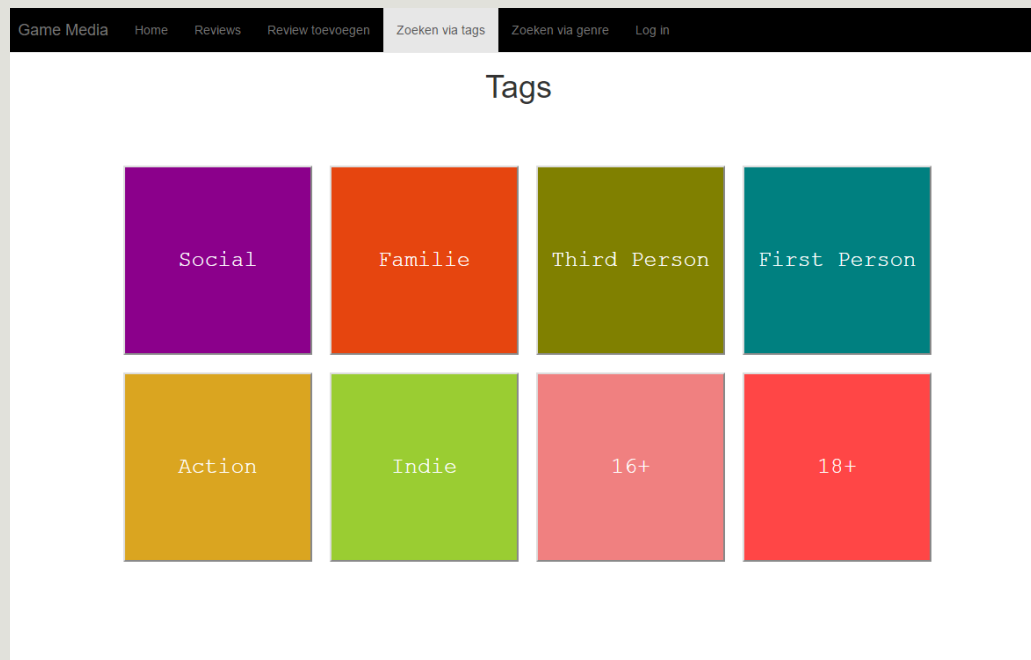 Game Media Home Reviews Review toevoegen Zoeken via tags Zoeken via genre Log in
Tags
Social Familie Third Person First Person
Action Indie 16+ 18+